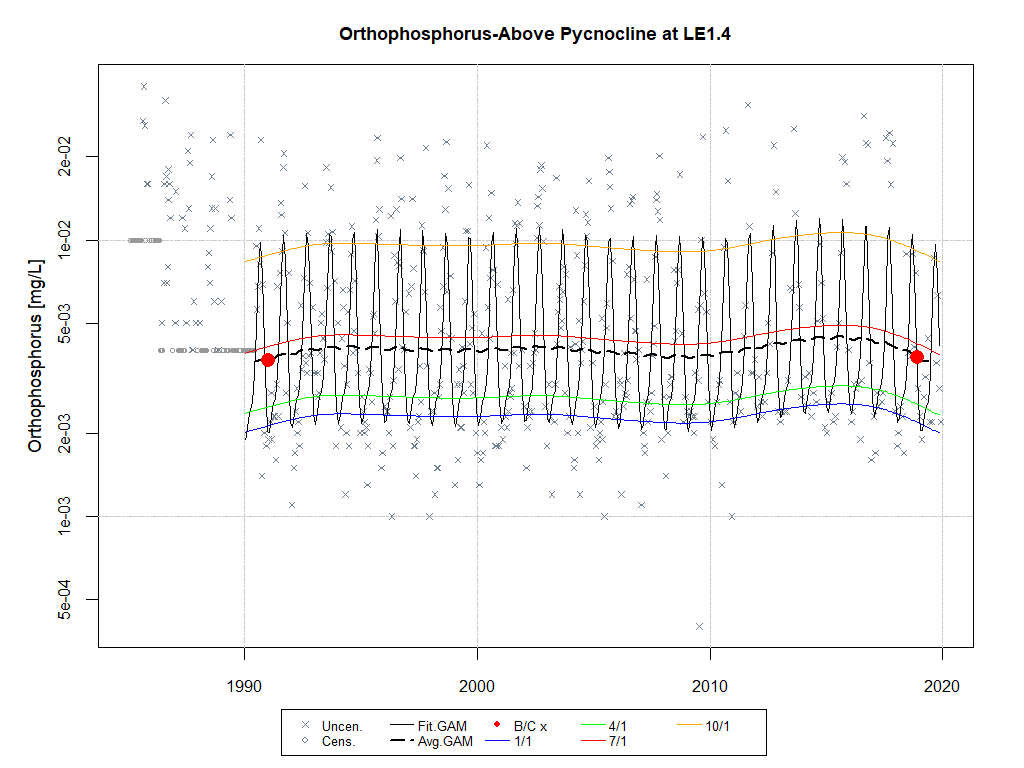 Orthophosphorus-Above Pycnocline at LE1.4
Orthophosphorus [mg/L]
2e-02
1e-02
5e-03
2e-03
1e-03
5e-04
1990 2000 2010 2020
Uncen. Fit.GAM B/C x 4/1 10/1
Cens. Avg.GAM 1/1 7/1